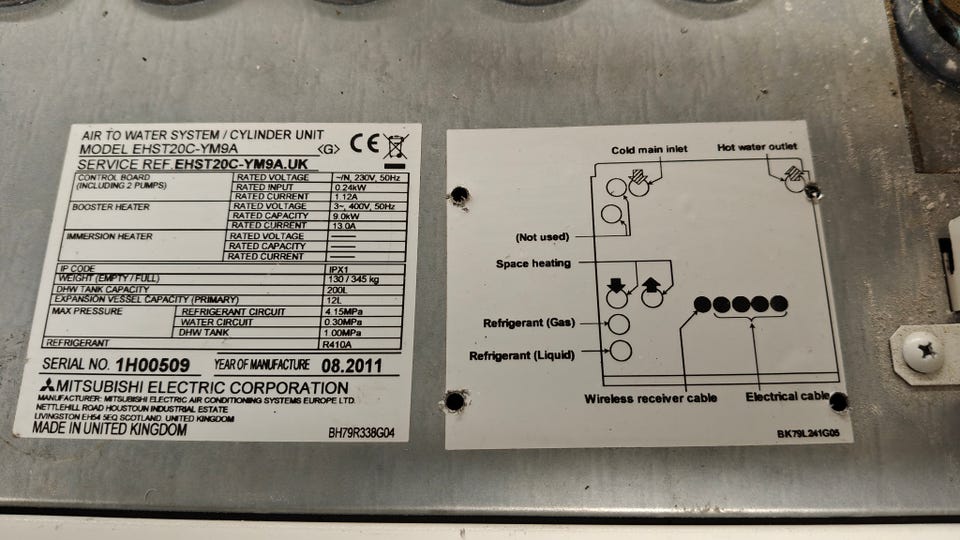 AIR TO WATER SYSTEM / CYLINDER UNIT
MODEL EHST20C-YM9A <G> CE
SERVICE REF. EHST20C-YM9A.UK
CONTROL BOARD (INCLUDING 2 PUMPS) RATED VOLTAGE ~/N, 230V, 50Hz
RATED INPUT 0.24kW
RATED CURRENT 1.12A
BOOSTER HEATER RATED VOLTAGE 3~, 400V, 50Hz
RATED CAPACITY 9.0kW
RATED CURRENT 13.0A
IMMERSION HEATER RATED VOLTAGE ——
RATED CAPACITY ——
RATED CURRENT ——
IP CODE IPX1
WEIGHT (EMPTY / FULL) 130 / 345 kg
DHW TANK CAPACITY 200L
EXPANSION VESSEL CAPACITY (PRIMARY) 12L
MAX PRESSURE REFRIGERANT CIRCUIT 4.15MPa
WATER CIRCUIT 0.30MPa
DHW TANK 1.00MPa
REFRIGERANT R410A
SERIAL NO. 1H00509 YEAR OF MANUFACTURE 08.2011
MITSUBISHI ELECTRIC CORPORATION
MANUFACTURER: MITSUBISHI ELECTRIC AIR CONDITIONING SYSTEMS EUROPE LTD.
NETTLEHILL ROAD HOUSTOUN INDUSTRIAL ESTATE
LIVINGSTON EH54 5EQ SCOTLAND UNITED KINGDOM
MADE IN UNITED KINGDOM BH79R338G04
Cold main inlet Hot water outlet
(Not used)
Space heating
Refrigerant (Gas)
Refrigerant (Liquid)
Wireless receiver cable Electrical cable
BK79L241G05